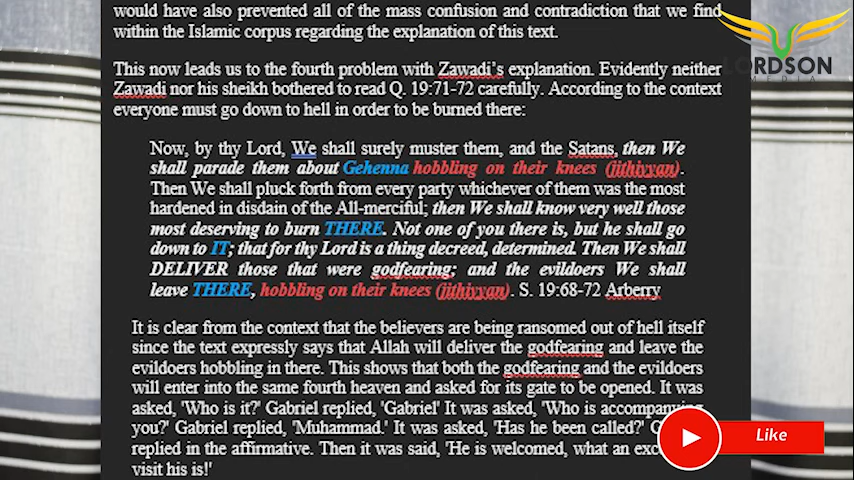 would have also prevented all of the mass confusion and contradiction that we find
within the Islamic corpus regarding the explanation of this text.
This now leads us to the fourth problem with Zawadi's explanation. Evidently neither
Zawadi nor his sheikh bothered to read Q. 19:71-72 carefully. According to the context
everyone must go down to hell in order to be burned there:
Now, by thy Lord, We shall surely muster them, and the Satans, then We
shall parade them about Gehenna hobbling on their knees (jithiyyan).
Then We shall pluck forth from every party whichever of them was the most
hardened in disdain of the All-merciful; then We shall know very well those
most deserving to burn THERE. Not one of you there is, but he shall go
down to IT; that for thy Lord is a thing decreed, determined. Then We shall
DELIVER those that were godfearing; and the evildoers We shall
leave THERE, hobbling on their knees (jithiyyan). S. 19:68-72 Arberry
It is clear from the context that the believers are being ransomed out of hell itself
since the text expressly says that Allah will deliver the godfearing and leave the
evildoers hobbling in there. This shows that both the godfearing and the evildoers
will enter into the same fourth heaven and asked for its gate to be opened. It was
asked, 'Who is it?' Gabriel replied, 'Gabriel' It was asked, 'Who is accompanying
you?' Gabriel replied, 'Muhammad.' It was asked, 'Has he been called?'
replied in the affirmative. Then it was said, 'He is welcomed, what an
visit his is!'
LORDSON
MEDIA
Like